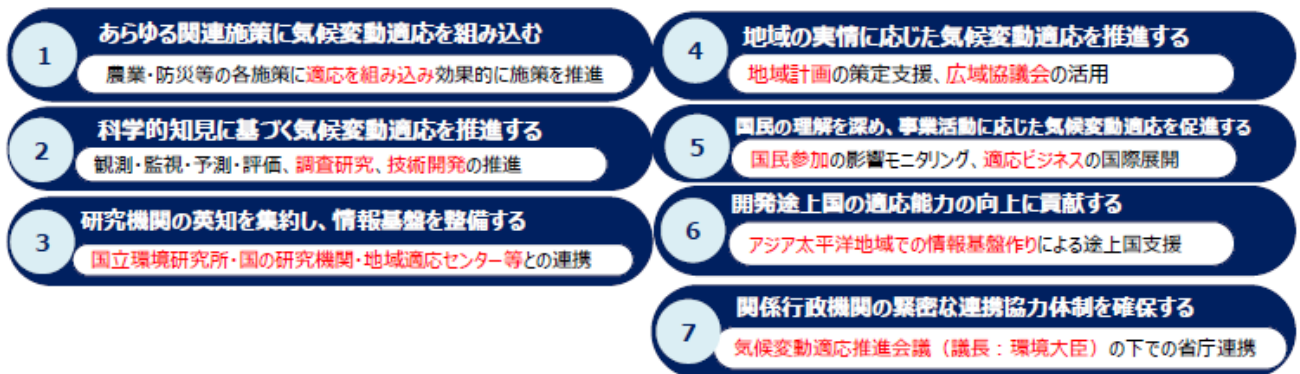 1
あらゆる関連施策に気候変動適応を組み込む
農業・防災等の各施策に適応を組み込み効果的に施策を推進
2
科学的知見に基づく気候変動適応を推進する
観測・監視・予測・評価、調査研究、技術開発の推進
3
研究機関の英知を集約し、情報基盤を整備する
国立環境研究所・国の研究機関・地域適応センター等との連携
4
地域の実情に応じた気候変動適応を推進する
地域計画の策定支援、広域協議会の活用
5
国民の理解を深め、事業活動に応じた気候変動適応を促進する
国民参加の影響モニタリング、適応ビジネスの国際展開
6
開発途上国の適応能力の向上に貢献する
アジア太平洋地域での情報基盤作りによる途上国支援
7
関係行政機関の緊密な連携協力体制を確保する
気候変動適応推進会議（議長：環境大臣）の下での省庁連携